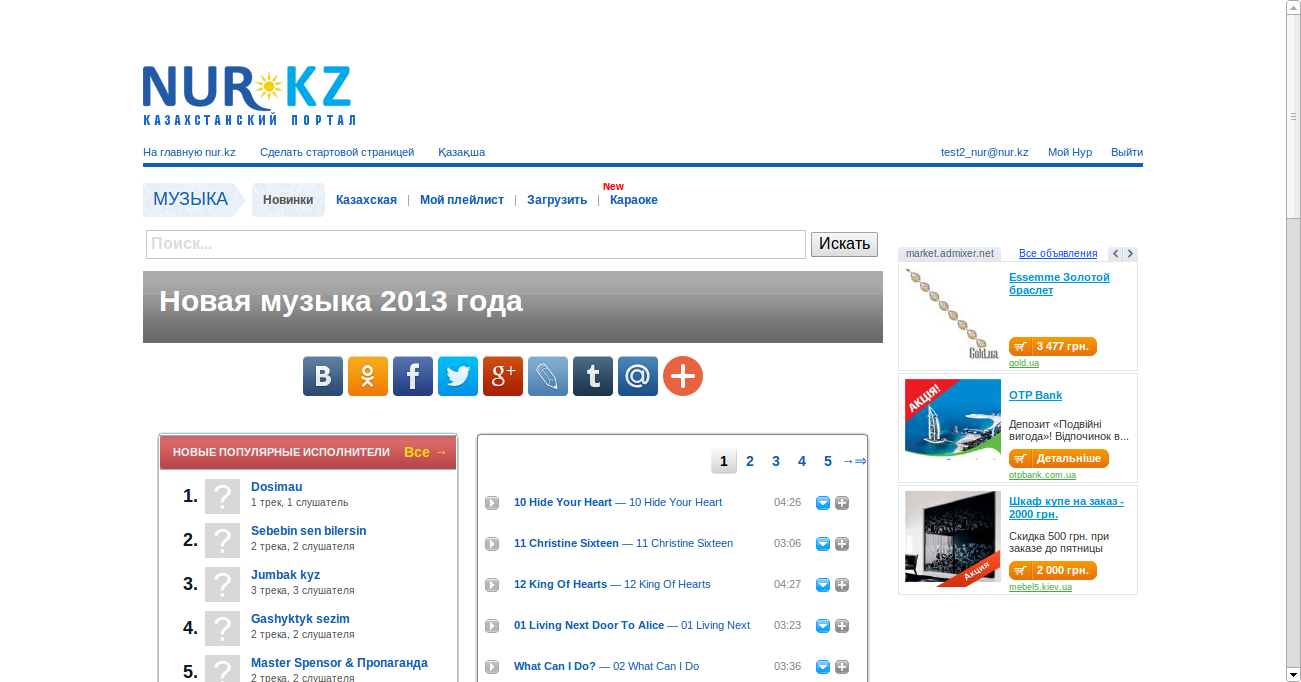 NUR KZ
КАЗАХСТАНСКИЙ ПОРТАЛ
На главную nur.kz Сделать стартовой страницей Қазақша test2_nur@nur.kz Мой Нур Выйти
New
МУЗЫКА Новинки Казахская Мой плейлист Загрузить Караоке
Поиск... Искать
Новая музыка 2013 года
НОВЫЕ ПОПУЛЯРНЫЕ ИСПОЛНИТЕЛИ Все →
1. Dosimau
1 трек, 1 слушатель
2. Sebebin sen bilersin
2 трека, 2 слушателя
3. Jumbak kyz
3 трека, 3 слушателя
4. Gashyktyk sezim
2 трека, 2 слушателя
5. Master Spensor & Пропаганда
2 трека, 2 слушателя
1 2 3 4 5 →⇒
10 Hide Your Heart — 10 Hide Your Heart 04:26
11 Christine Sixteen — 11 Christine Sixteen 03:06
12 King Of Hearts — 12 King Of Hearts 04:27
01 Living Next Door To Alice — 01 Living Next 03:23
What Can I Do? — 02 What Can I Do 03:36
market.admixer.net Все объявления
Essemme Золотой
браслет
Gold.ua
3 477 грн.
gold.ua
АКЦІЯ!
OTP Bank
Депозит «Подвійні
вигода»! Відпочинок в...
Детальніше
otpbank.com.ua
Шкаф купе на заказ -
2000 грн.
Скидка 500 грн. при
заказе до пятницы
Акция
2 000 грн.
mebel5.kiev.ua